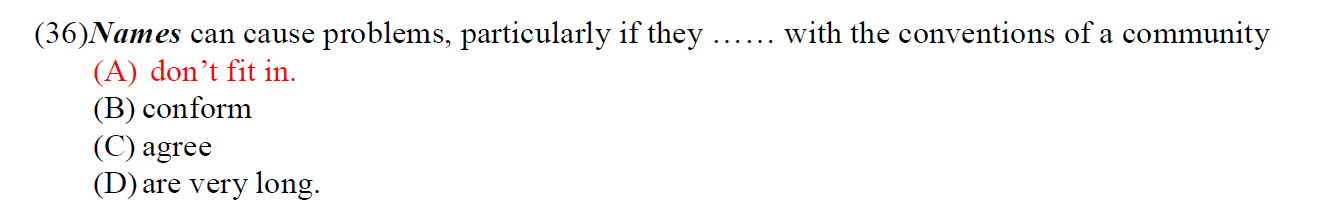 (36)Names can cause problems, particularly if they …… with the conventions of a community
(A) don’t fit in.
(B) conform
(C) agree
(D) are very long.